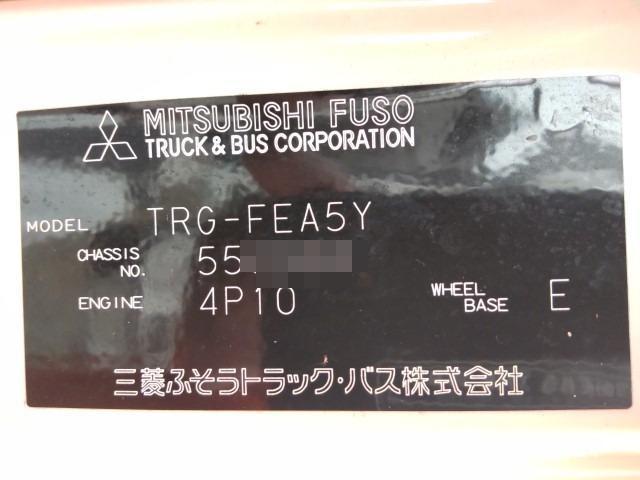 MITSUBISHI FUSO
TRUCK & BUS CORPORATION
MODEL TRG-FEA5Y
CHASSIS NO. 55
ENGINE 4P10 WHEEL BASE E
三菱ふそうトラック・バス株式会社